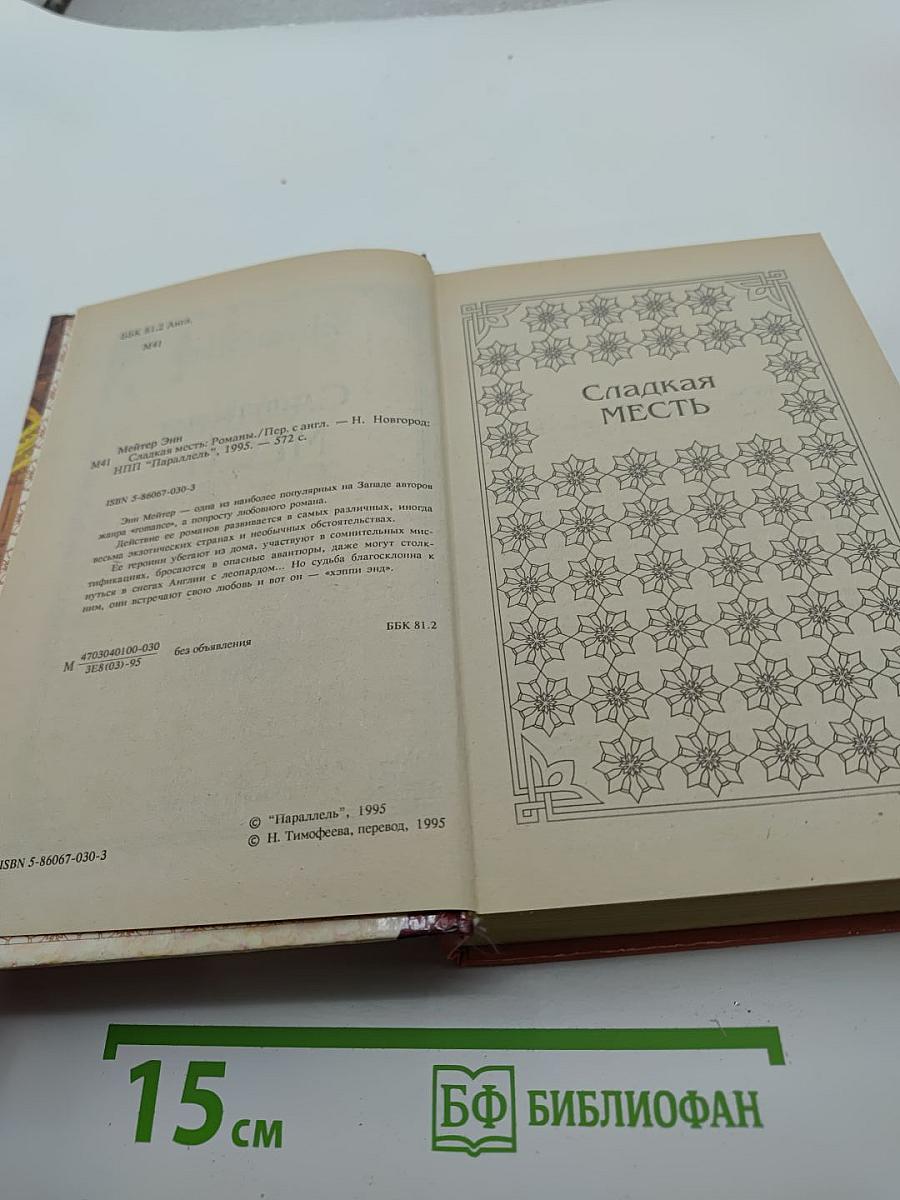 ББК 81.2 Англ.
М41
Мейтер Энн
М41 Сладкая месть: Романы./Пер. с англ. — Н. Новгород:
НПП "Параллель", 1995. — 572 с.
ISBN 5-86067-030-3
Энн Мейтер — одна из наиболее популярных на Западе авторов
жанра «romance», а попросту любовного романа.
Действие ее романов развивается в самых различных, иногда
весьма экзотических странах и необычных обстоятельствах.
Ее героини убегают из дома, участвуют в сомнительных мис-
тификациях, бросаются в опасные авантюры, даже могут столк-
нуться в снегах Англии с леопардом... Но судьба благосклонна к
ним, они встречают свою любовь и вот он — «хэппи энд».
ББК 81.2
М 4703040100-030 без объявления
3Е8(03)-95
© "Параллель", 1995
© Н. Тимофеева, перевод, 1995
ISBN 5-86067-030-3
Сладкая
МЕСТЬ
15 см
БФ БИБЛИОФАН